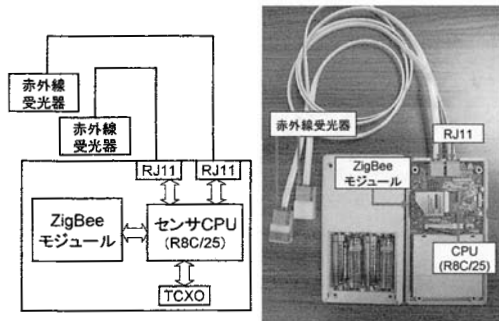 赤外線
受光器
赤外線
受光器
RJ11
RJ11
ZigBee
モジュール
センサCPU
(R8C/25)
TCXO
赤外線受光器
RJ11
ZigBee
モジュール
CPU
(R8C/25)